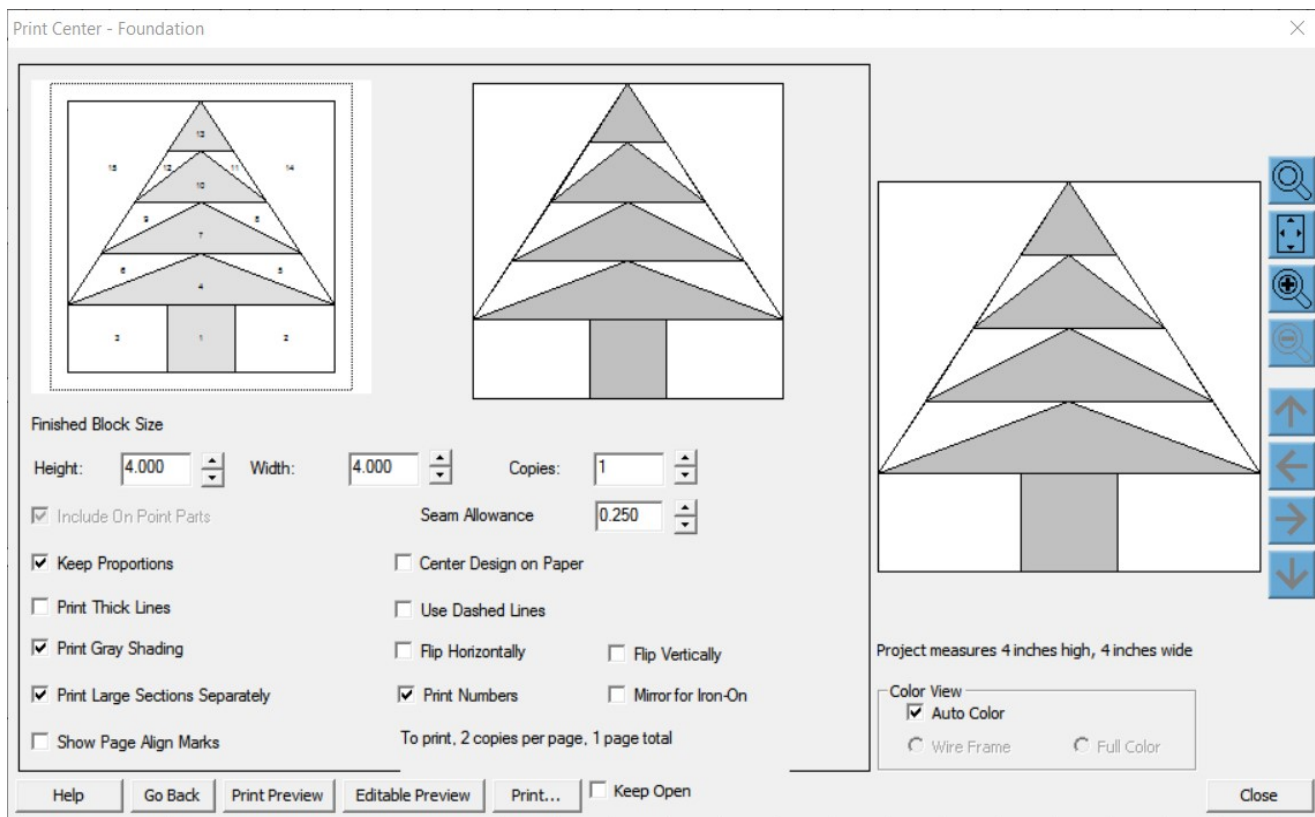 Print Center - Foundation
13
15 12 11 14
10
9 8
7
6 5
4
3 1 2
Finished Block Size
Height: 4.000 Width: 4.000 Copies: 1
Include On Point Parts Seam Allowance 0.250
Keep Proportions Center Design on Paper
Print Thick Lines Use Dashed Lines
Print Gray Shading Flip Horizontally Flip Vertically
Print Large Sections Separately Print Numbers Mirror for Iron-On
Show Page Align Marks To print, 2 copies per page, 1 page total
Project measures 4 inches high, 4 inches wide
Color View
Auto Color
Wire Frame Full Color
Help Go Back Print Preview Editable Preview Print... Keep Open Close